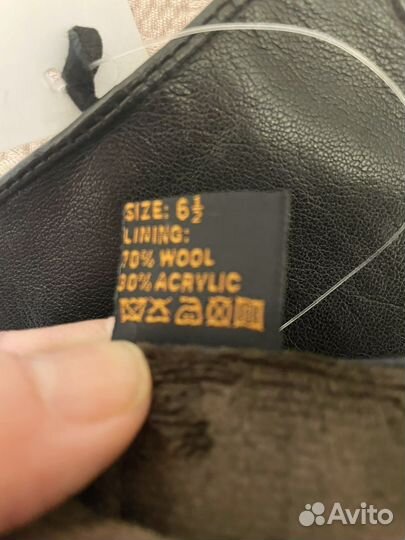 SIZE: 6½
LINING:
70% WOOL
30% ACRYLIC
Avito